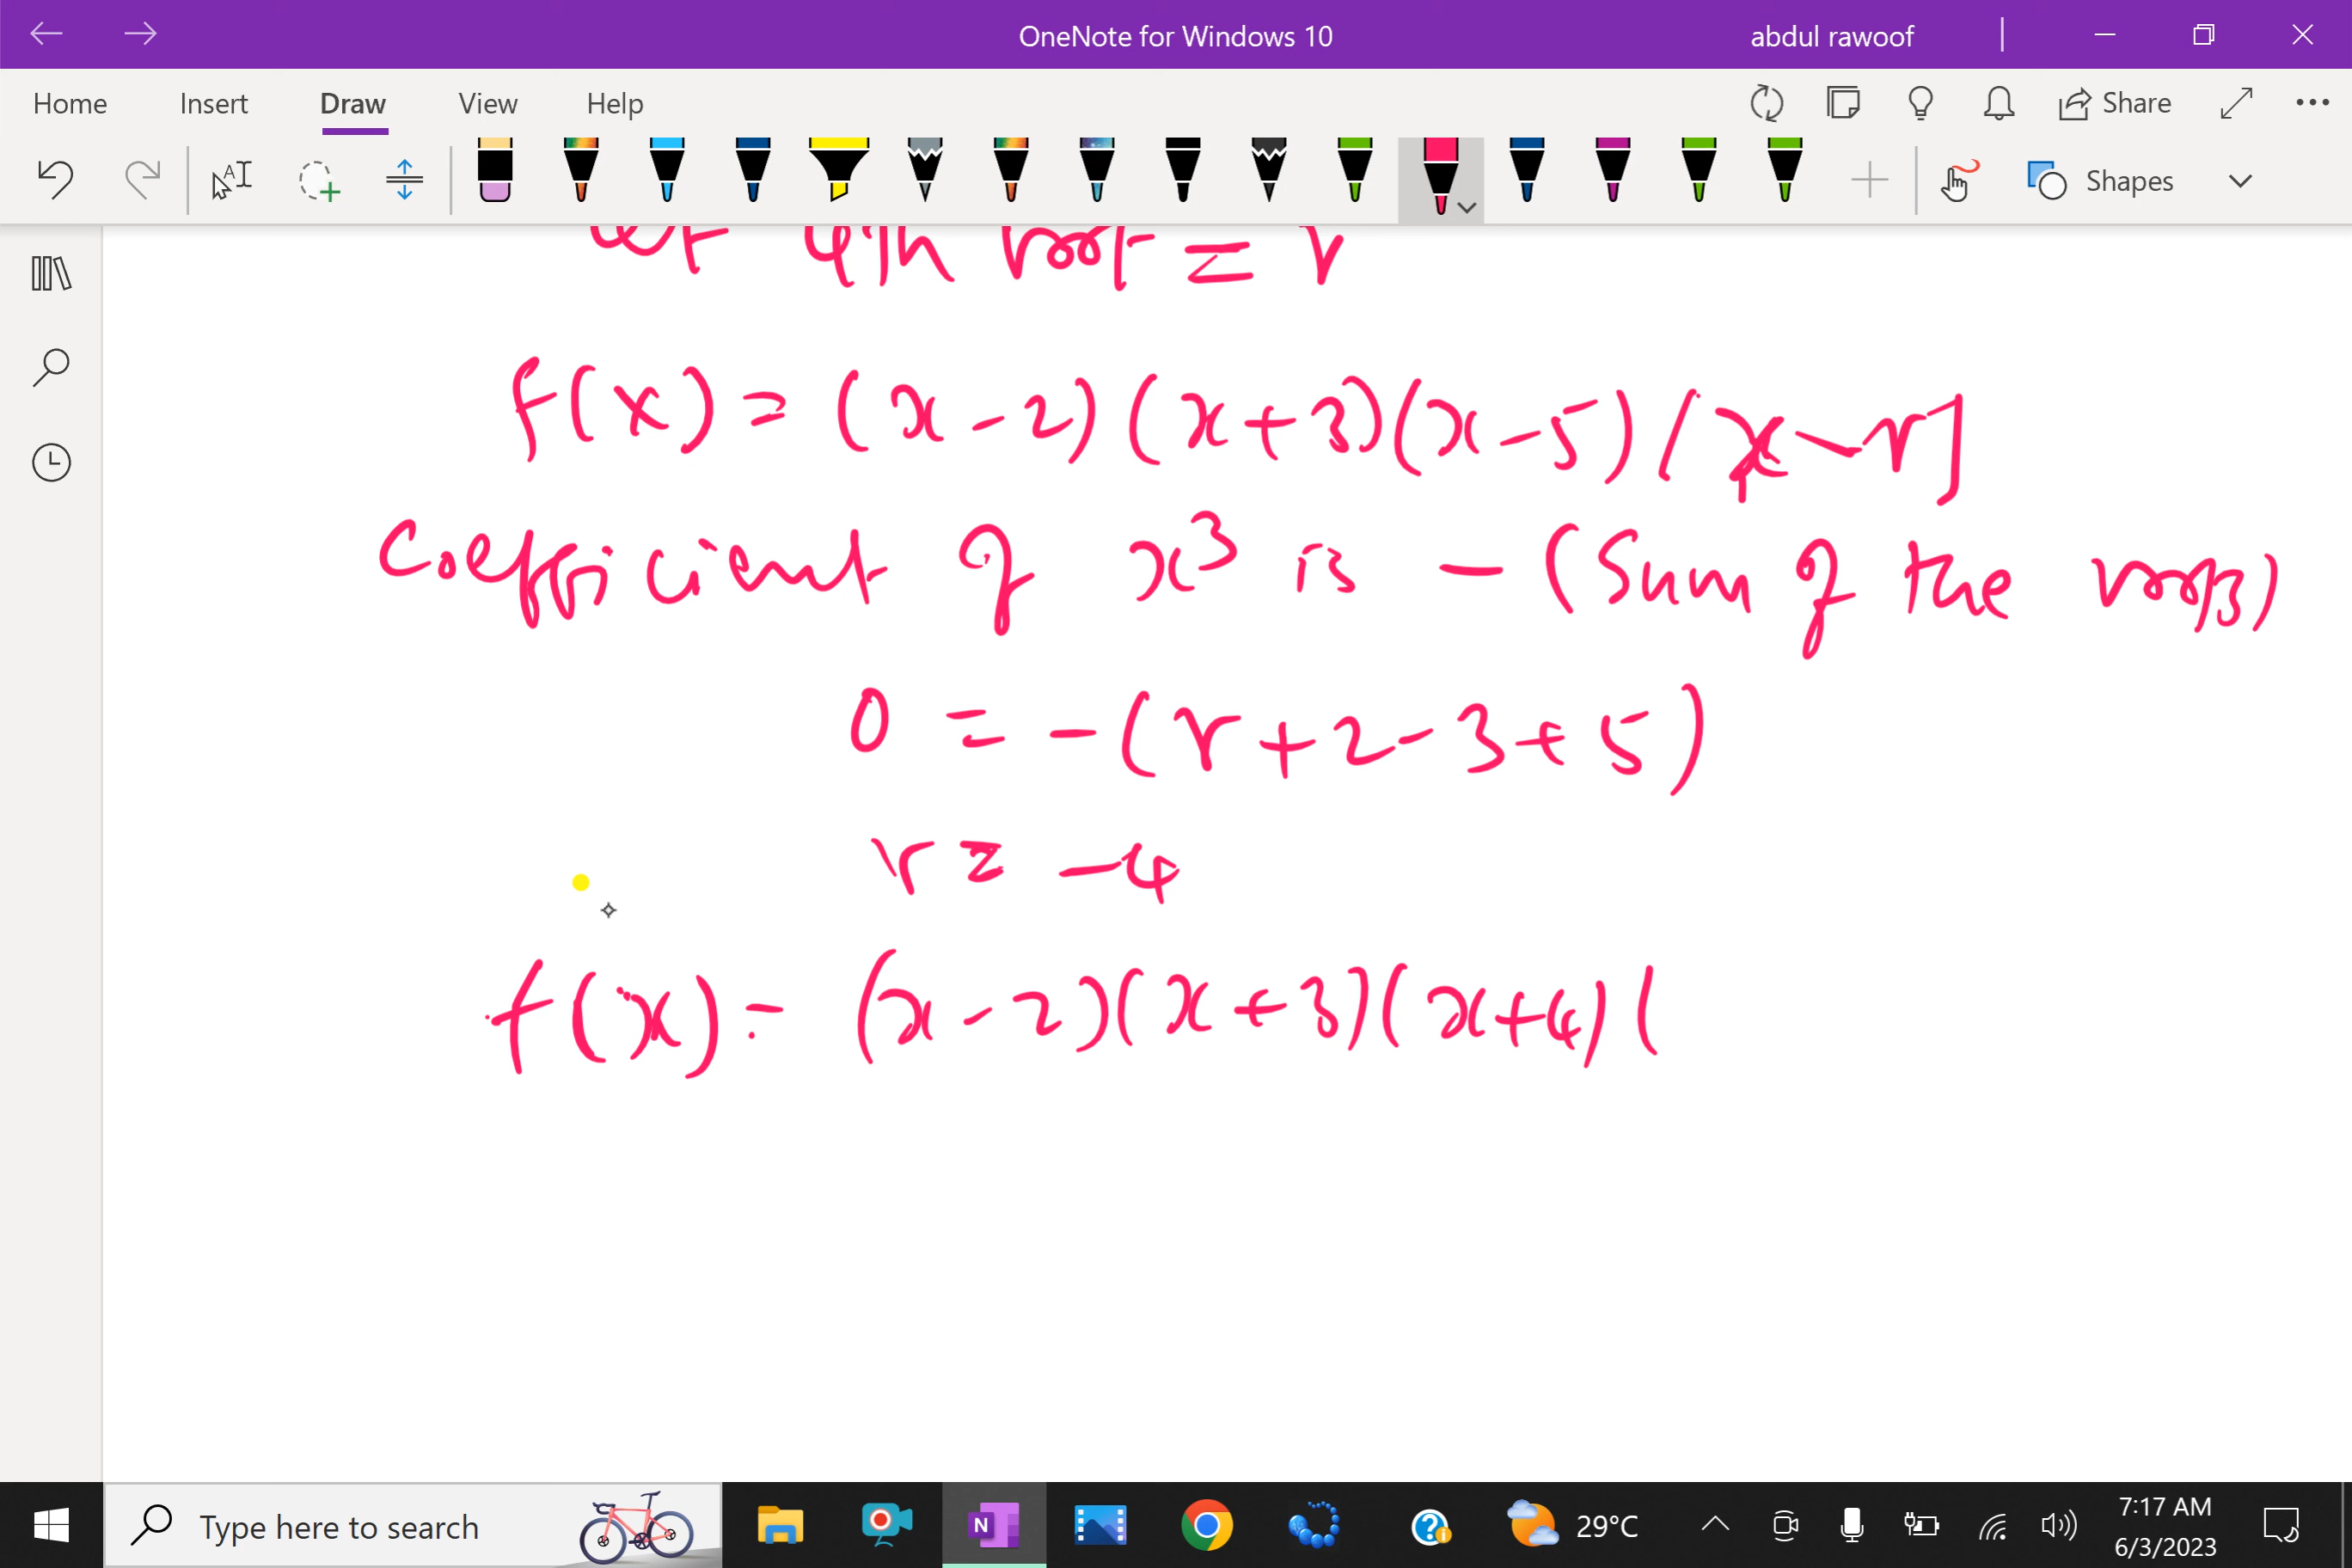 OneNote for Windows 10
abdul rawoof
Home Insert Draw View Help
Share
Shapes
4th root = r
f(x) = (x-2)(x+3)(x-5)[x-r]
Coefficient of x³ is - (Sum of the roots)
0 = -(r+2-3+5)
r = -4
f(x) = (x-2)(x+3)(x+4)(
Type here to search
29°C
7:17 AM
6/3/2023